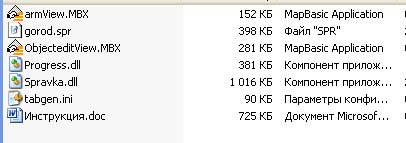 armView.MBX 152 КБ MapBasic Application
gorod.spr 398 КБ Файл "SPR"
ObjecteditView.MBX 281 КБ MapBasic Application
Progress.dll 381 КБ Компонент прилож...
Spravka.dll 1 016 КБ Компонент прилож...
tabgen.ini 90 КБ Параметры конфи...
Инструкция.doc 725 КБ Документ Microsof...